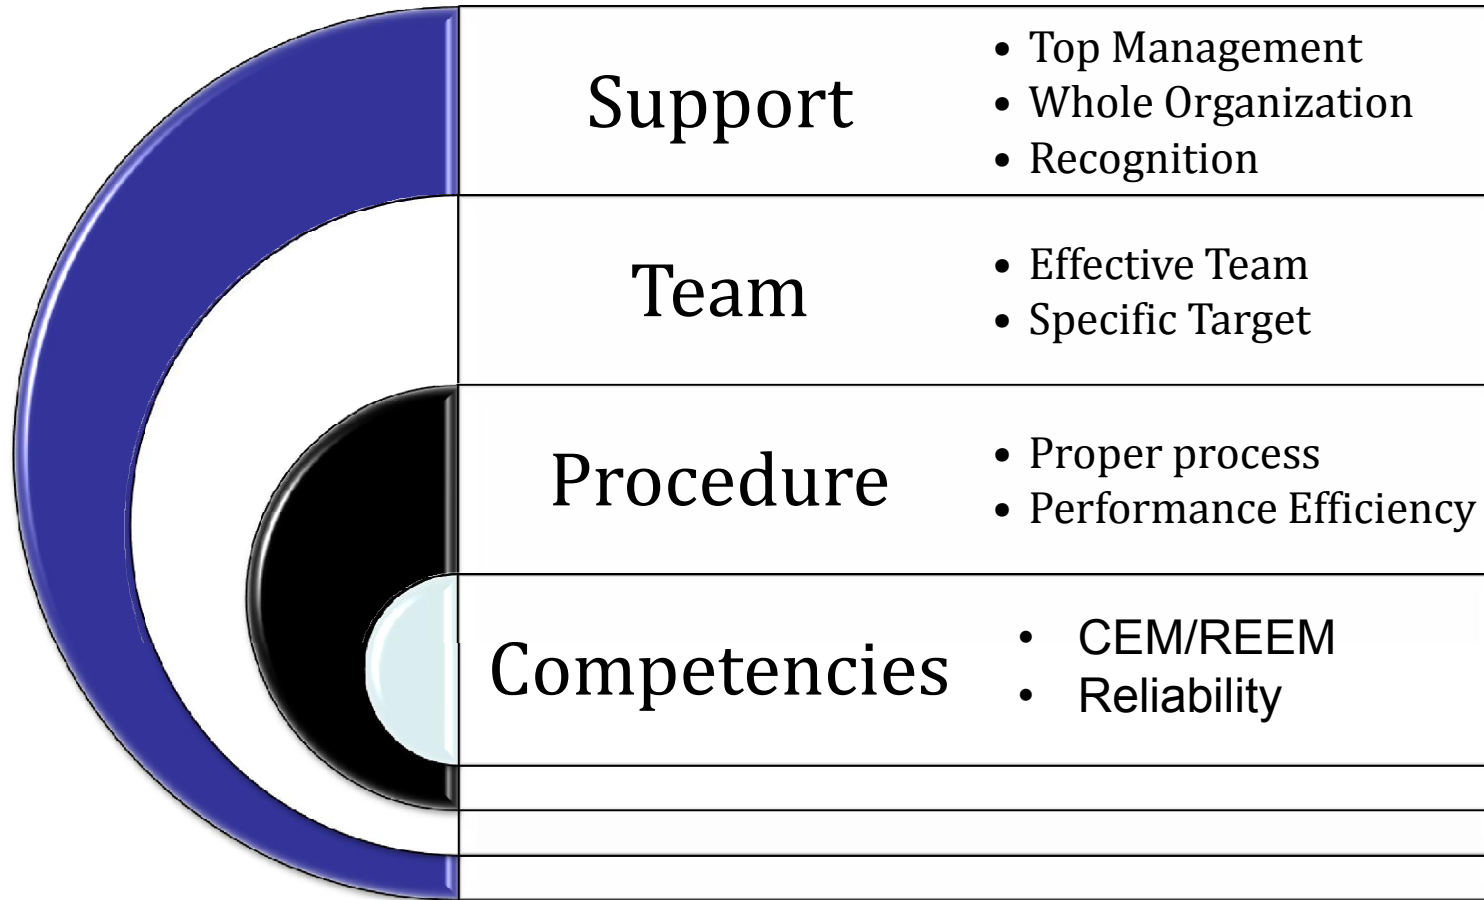 Support
• Top Management
• Whole Organization
• Recognition
Team
• Effective Team
• Specific Target
Procedure
• Proper process
• Performance Efficiency
Competencies
• CEM/REEM
• Reliability